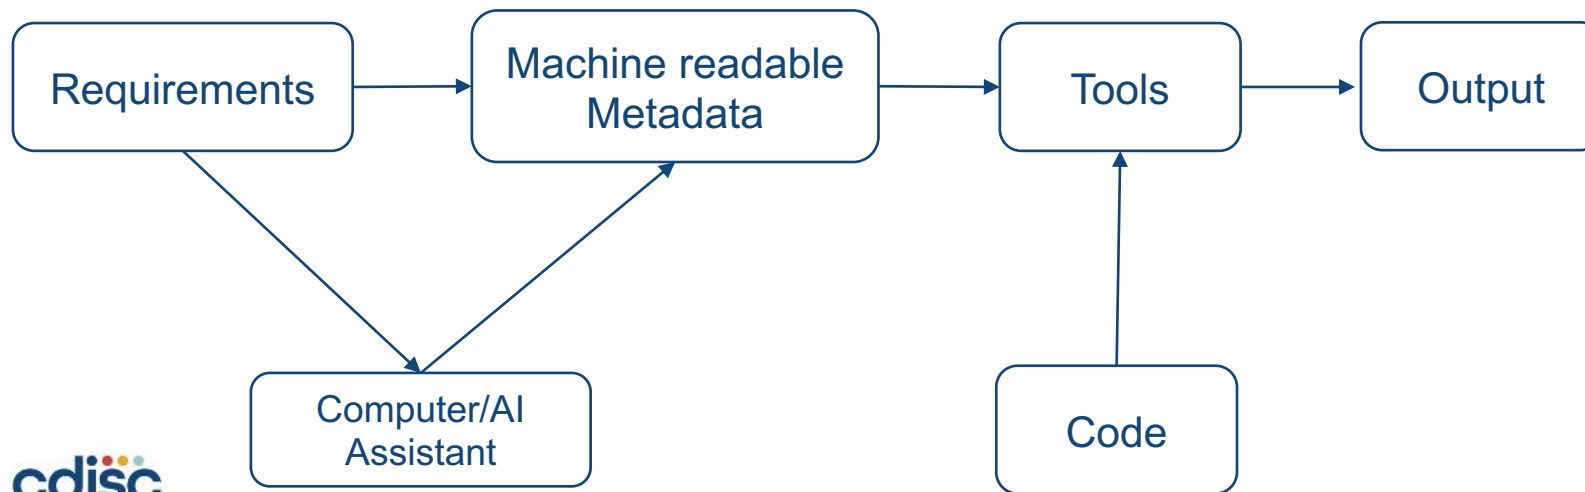 Requirements
Machine readable
Metadata
Tools
Output
Computer/AI
Assistant
Code
cdisc